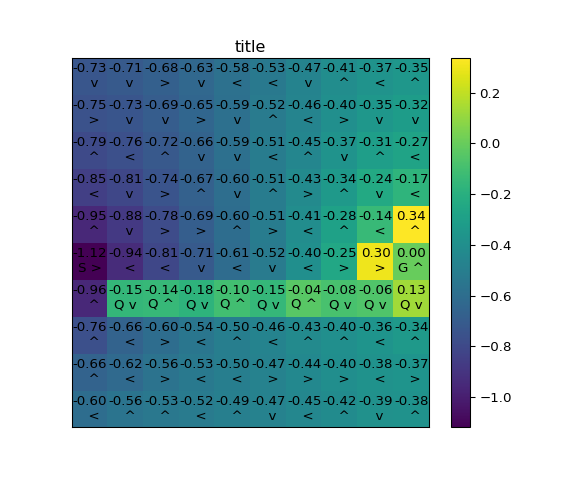 title
-0.73 -0.71 -0.68 -0.63 -0.58 -0.53 -0.47 -0.41 -0.37 -0.35
v v > v < < v ^ < ^
-0.75 -0.73 -0.69 -0.65 -0.59 -0.52 -0.46 -0.40 -0.35 -0.32
> v v > v ^ < > v v
-0.79 -0.76 -0.72 -0.66 -0.59 -0.51 -0.45 -0.37 -0.31 -0.27
^ < ^ v v < ^ v ^ <
-0.85 -0.81 -0.74 -0.67 -0.60 -0.51 -0.43 -0.34 -0.24 -0.17
< v > ^ v ^ > ^ v <
-0.95 -0.88 -0.78 -0.69 -0.60 -0.51 -0.41 -0.28 -0.14 0.34
^ v > > ^ > < ^ < ^
-1.12 -0.94 -0.81 -0.71 -0.61 -0.52 -0.40 -0.25 0.30 0.00
S > < < v < v < > > G ^
-0.96 -0.15 -0.14 -0.18 -0.10 -0.15 -0.04 -0.08 -0.06 0.13
^ Q v Q ^ Q v Q ^ Q v Q ^ Q v Q v Q v
-0.76 -0.66 -0.60 -0.54 -0.50 -0.46 -0.43 -0.40 -0.36 -0.34
^ < > < ^ < ^ ^ < ^
-0.66 -0.62 -0.56 -0.53 -0.50 -0.47 -0.44 -0.40 -0.38 -0.37
^ < > < < > > > < >
-0.60 -0.56 -0.53 -0.52 -0.49 -0.47 -0.45 -0.42 -0.39 -0.38
< ^ ^ < ^ v < ^ v ^
0.2
0.0
−0.2
−0.4
−0.6
−0.8
−1.0